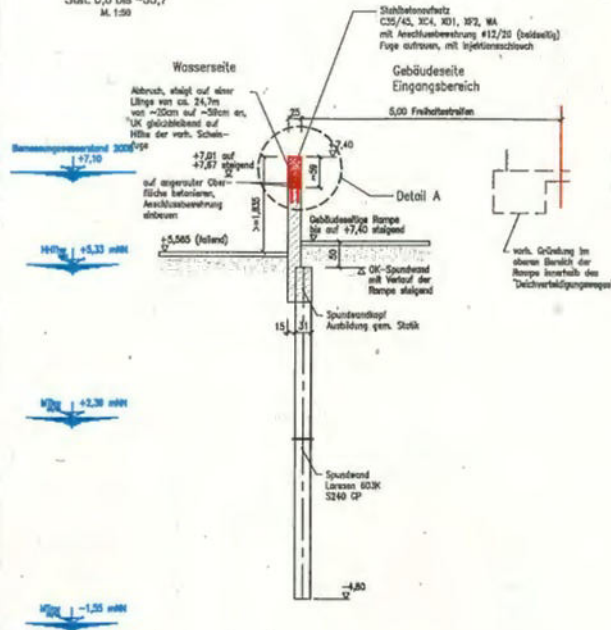 M. 1:50
Stahlbetonaufsatz
C35/45, XC4, XD1, XF2, WA
mit Anschlussbewehrung #12/20 (beidseitig)
Fuge aufrauen, mit Injektionsschlauch
Wasserseite
Gebäudeseite
Eingangsbereich
Abbruch, steigt auf einer
Länge von ca. 24,7m
von ~20cm auf ~59cm an,
UK gleichbleibend auf
Höhe der vorh. Schein-
fuge
25
5,00 Freihaltestreifen
Bemessungswasserstand
+7,10
+7,01 auf
+7,67 steigend
7,40
~59
auf angerauter Ober-
fläche betonieren,
Anschlussbewehrung
einbauen
>=1,835
Detail A
Gebäudeseitige Rampe
bis auf +7,40 steigend
+5,565 (fallend)
+5,33 mNN
50
OK-Spundwand
mit Verlauf der
Rampe steigend
vorh. Gründung im
oberen Bereich der
Rampe innerhalb des
Spundwandkopf
Ausbildung gem. Statik
15
31
+2,39 mNN
Spundwand
Larssen 603K
S240 GP
-4,80
-1,55 mNN